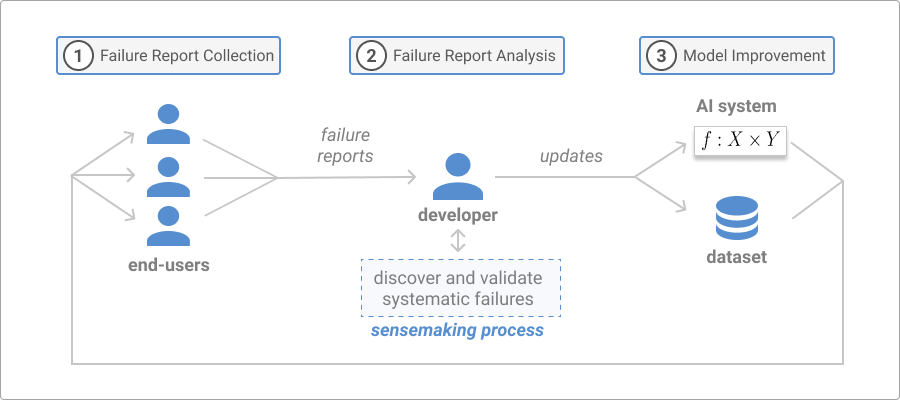 1 Failure Report Collection
2 Failure Report Analysis
3 Model Improvement
AI system
f : X × Y
failure
reports
updates
developer
end-users
dataset
discover and validate
systematic failures
sensemaking process